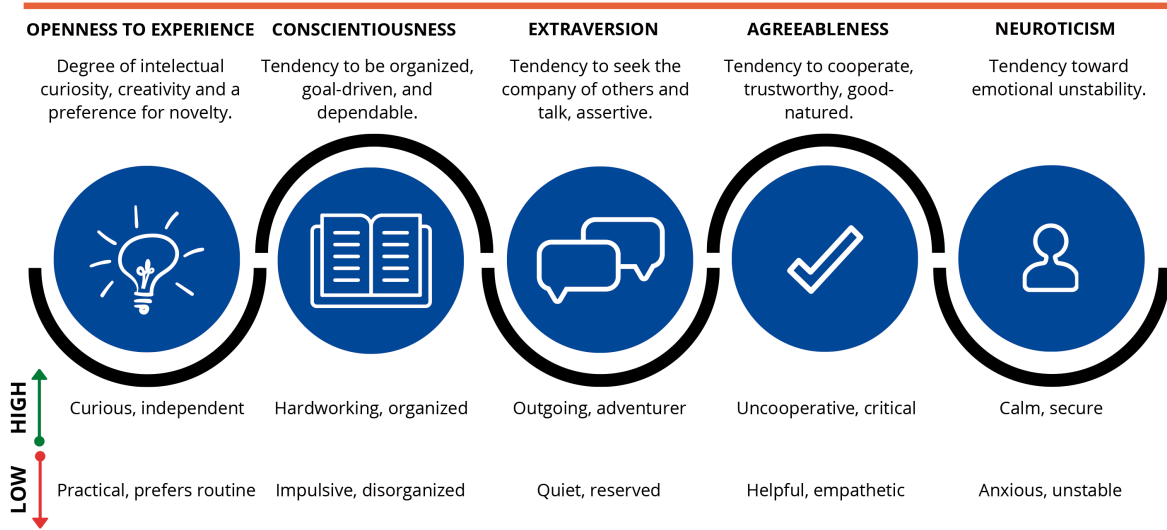 OPENNESS TO EXPERIENCE
Degree of intelectual
curiosity, creativity and a
preference for novelty.
CONSCIENTIOUSNESS
Tendency to be organized,
goal-driven, and
dependable.
EXTRAVERSION
Tendency to seek the
company of others and
talk, assertive.
AGREEABLENESS
Tendency to cooperate,
trustworthy, good-
natured.
NEUROTICISM
Tendency toward
emotional unstability.
HIGH
Curious, independent
Hardworking, organized
Outgoing, adventurer
Uncooperative, critical
Calm, secure
LOW
Practical, prefers routine
Impulsive, disorganized
Quiet, reserved
Helpful, empathetic
Anxious, unstable